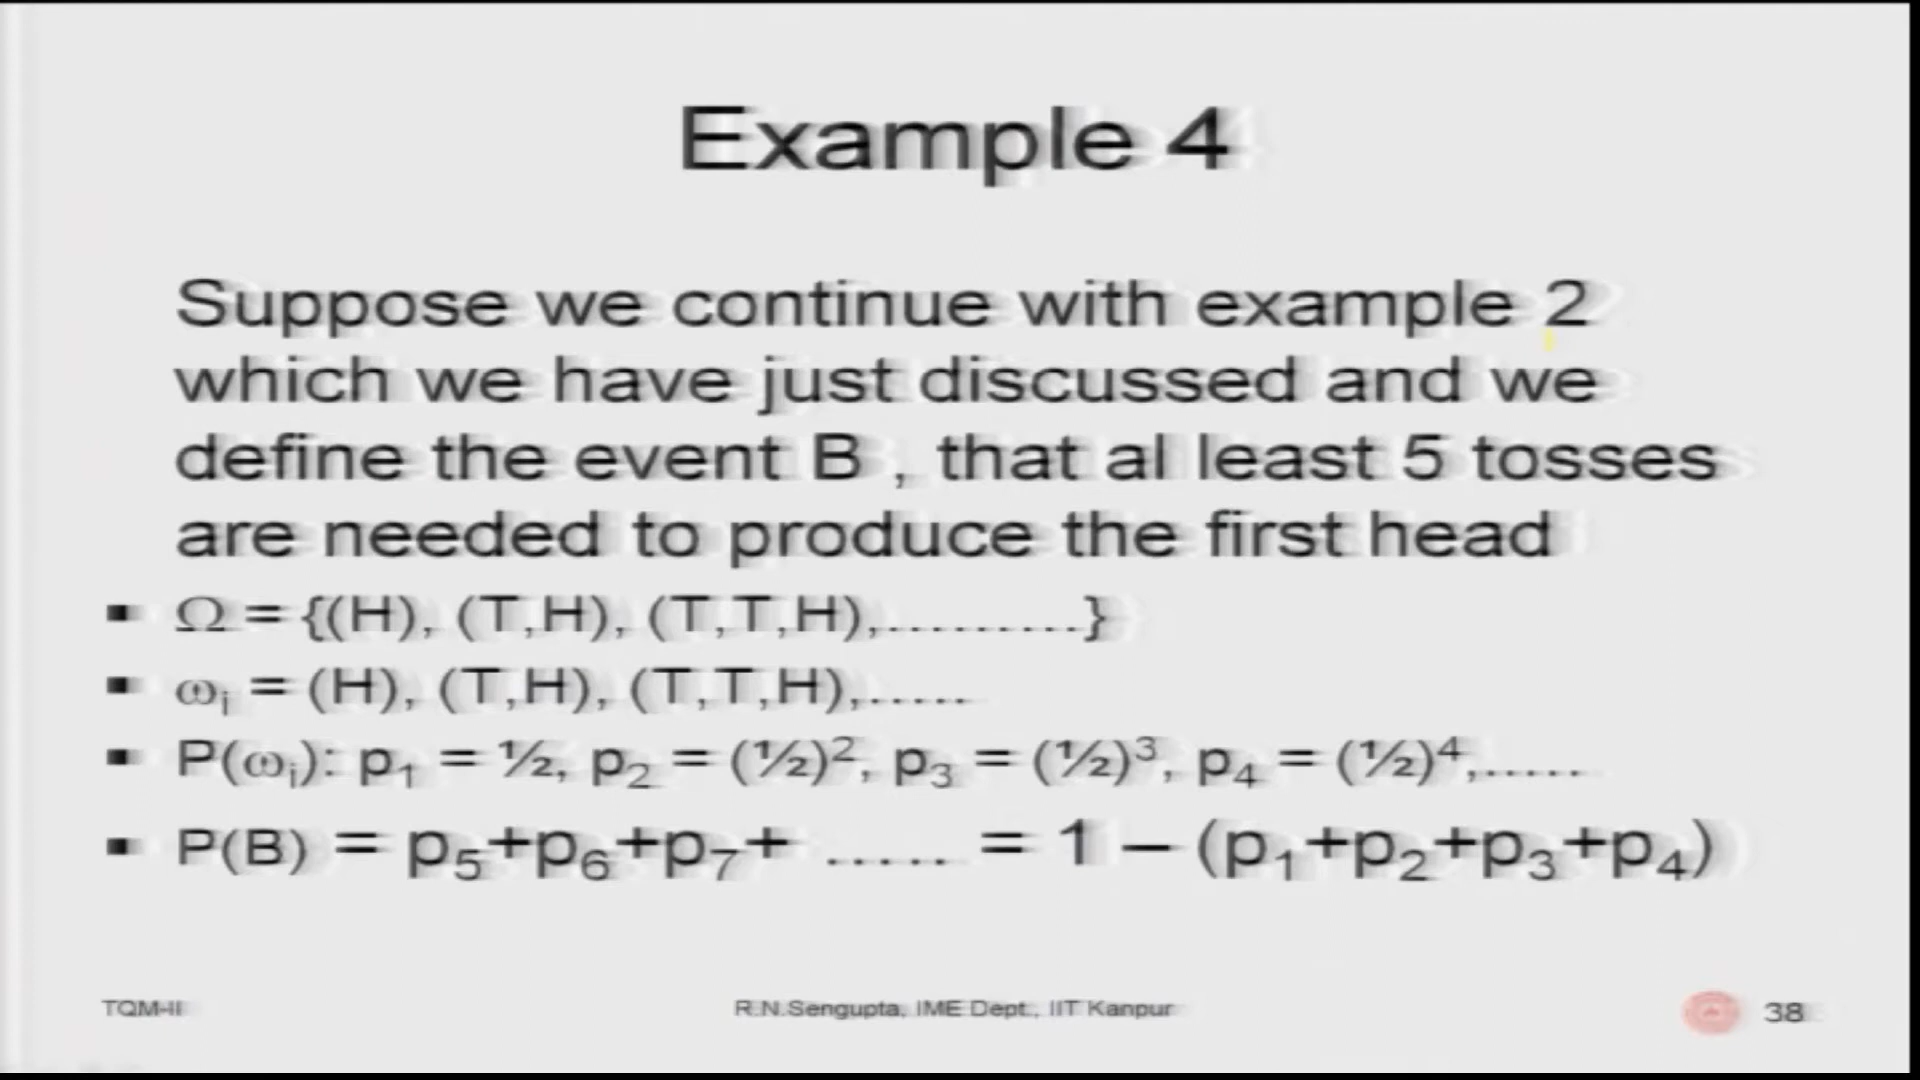 Example 4
Suppose we continue with example 2
which we have just discussed and we
define the event B , that al least 5 tosses
are needed to produce the first head
▪ Ω = {(H), (T,H), (T,T,H),..........}
▪ ωᵢ = (H), (T,H), (T,T,H),......
▪ P(ωᵢ): p₁ = ½, p₂ = (½)², p₃ = (½)³, p₄ = (½)⁴,......
▪ P(B) = p₅+p₆+p₇+ ..... = 1 – (p₁+p₂+p₃+p₄)
TQM-II R.N.Sengupta, IME Dept., IIT Kanpur 38